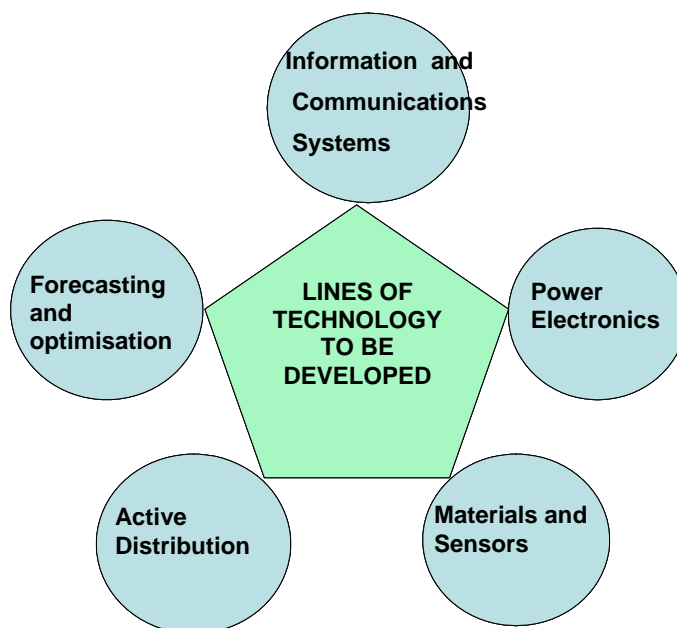 Information and
Communications
Systems
Forecasting
and
optimisation
LINES OF
TECHNOLOGY
TO BE
DEVELOPED
Power
Electronics
Active
Distribution
Materials and
Sensors